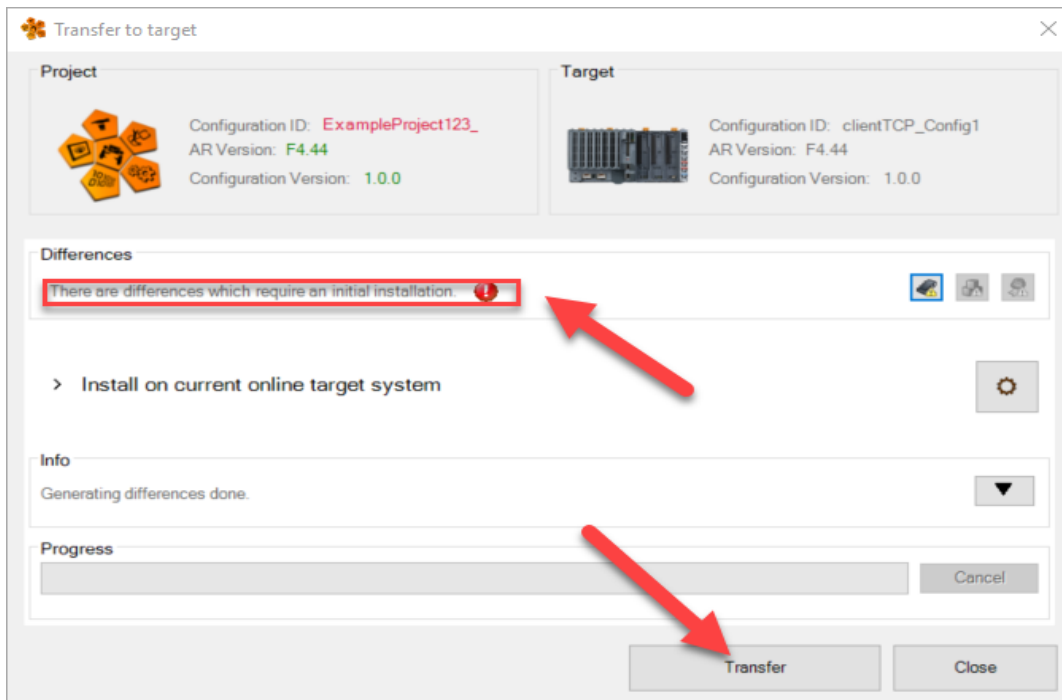 Transfer to target
Project
Configuration ID: ExampleProject123_
AR Version: F4.44
Configuration Version: 1.0.0
Target
Configuration ID: clientTCP_Config1
AR Version: F4.44
Configuration Version: 1.0.0
Differences
There are differences which require an initial installation.
> Install on current online target system
Info
Generating differences done.
Progress
Cancel
Transfer
Close